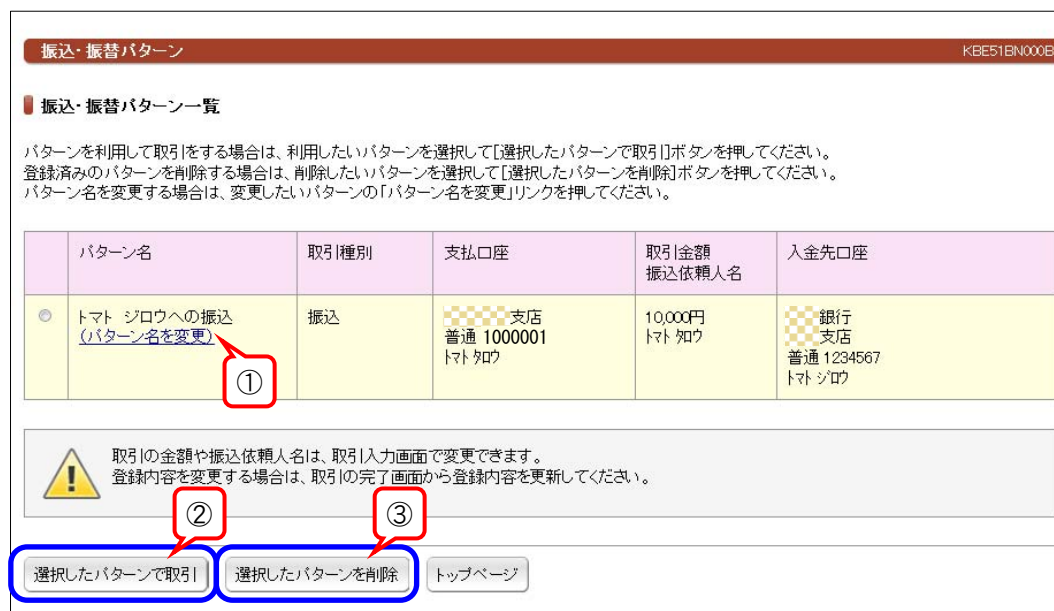 振込・振替パターン KBE51BN000B
振込・振替パターン一覧
パターンを利用して取引をする場合は、利用したいパターンを選択して[選択したパターンで取引]ボタンを押してください。
登録済みのパターンを削除する場合は、削除したいパターンを選択して[選択したパターンを削除]ボタンを押してください。
パターン名を変更する場合は、変更したいパターンの「パターン名を変更」リンクを押してください。
パターン名 取引種別 支払口座 取引金額 入金先口座
振込依頼人名
トマト ジロウへの振込 振込 支店 10,000円 銀行
(パターン名を変更) 普通 1000001 ﾄﾏﾄ ﾀﾛｳ 支店
ﾄﾏﾄ ﾀﾛｳ 普通 1234567
ﾄﾏﾄ ｼﾞﾛｳ
①
取引の金額や振込依頼人名は、取引入力画面で変更できます。
登録内容を変更する場合は、取引の完了画面から登録内容を更新してください。
② ③
選択したパターンで取引 選択したパターンを削除 トップページ